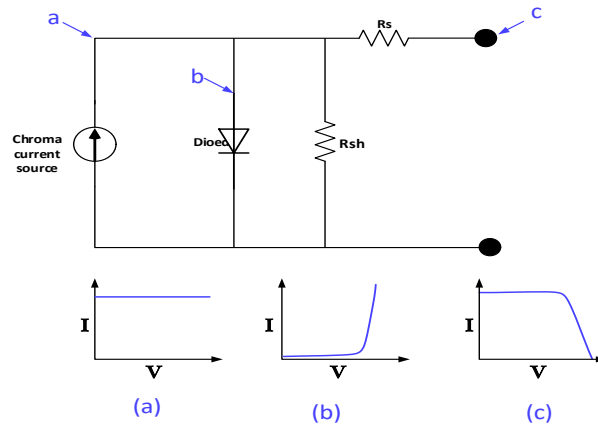 a
Rs
c
b
Chroma
current
source
Dioed
Rsh
I
V
I
V
I
V
(a)
(b)
(c)